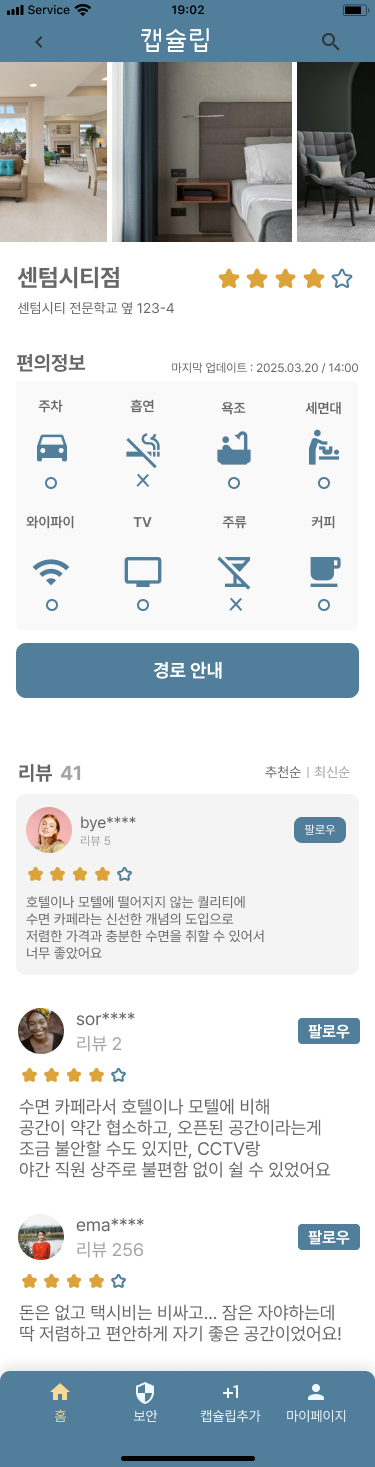 Service 19:02
캡슐립
센텀시티점
센텀시티 전문학교 옆 123-4
편의정보 마지막 업데이트 : 2025.03.20 / 14:00
주차 흡연 욕조 세면대
와이파이 TV 주류 커피
경로 안내
리뷰 41 추천순 | 최신순
bye**** 팔로우
리뷰 5
호텔이나 모텔에 떨어지지 않는 퀄리티에
수면 카페라는 신선한 개념의 도입으로
저렴한 가격과 충분한 수면을 취할 수 있어서
너무 좋았어요
sor**** 팔로우
리뷰 2
수면 카페라서 호텔이나 모텔에 비해
공간이 약간 협소하고, 오픈된 공간이라는게
조금 불안할 수도 있지만, CCTV랑
야간 직원 상주로 불편함 없이 쉴 수 있었어요
ema**** 팔로우
리뷰 256
돈은 없고 택시비는 비싸고... 잠은 자야하는데
딱 저렴하고 편안하게 자기 좋은 공간이었어요!
+1
홈 보안 캡슐립추가 마이페이지